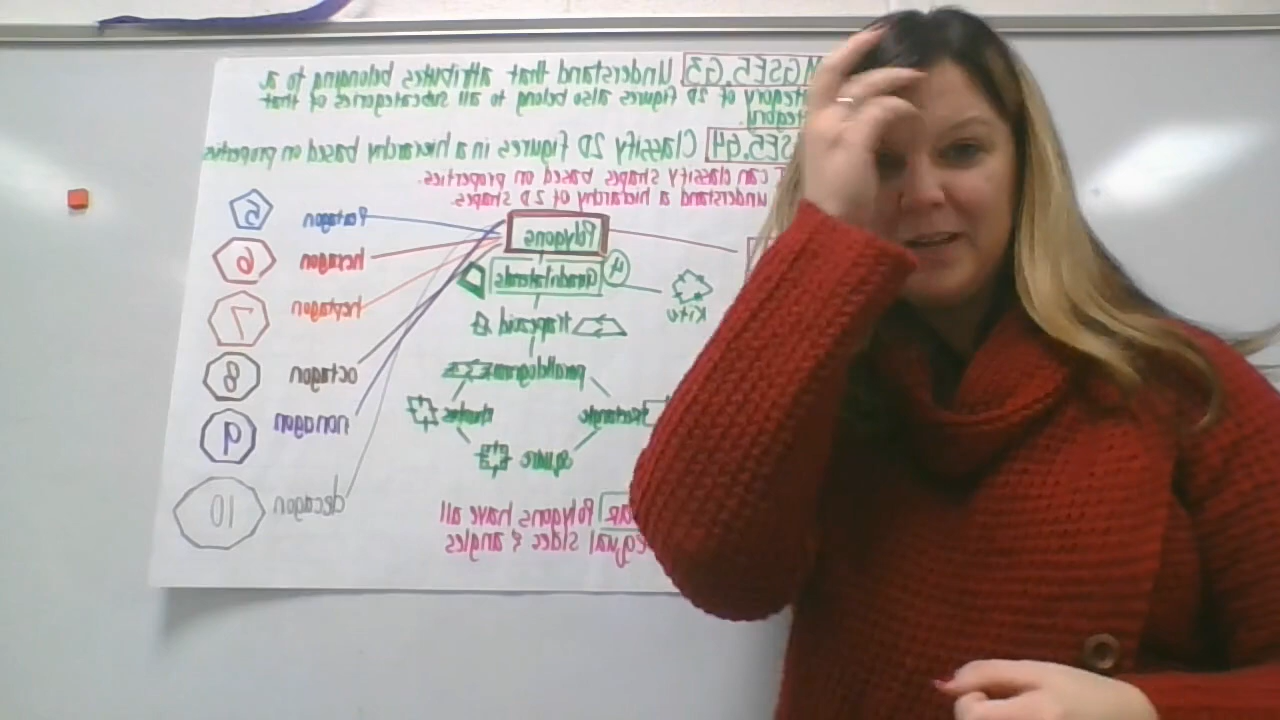 MGSE5.G3 Understand that attributes belonging to a
category of 2D figures also belong to all subcategories of that
category.
GSE5.G4 Classify 2D figures in a hierarchy based on properties
I can classify shapes based on properties.
understand a hierarchy of 2D shapes.
Polygons
5 Pentagon
6 hexagon
7 heptagon
8 octagon
9 nonagon
10 decagon
Quadrilaterals 4
Kite
trapezoid
parallelogram
rhombus rectangle
square
Polygons have all
equal sides & angles